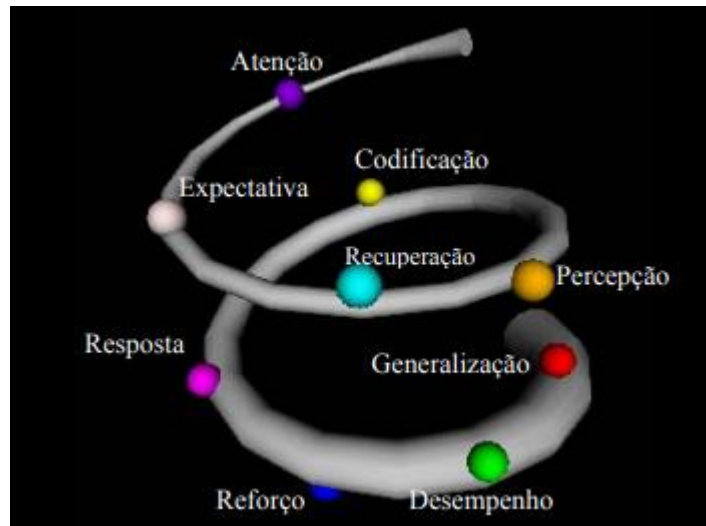 Atenção
Codificação
Expectativa
Recuperação
Percepção
Resposta
Generalização
Reforço
Desempenho